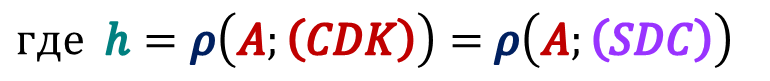 где h = ρ(A; (CDK)) = ρ(A; (SDC))